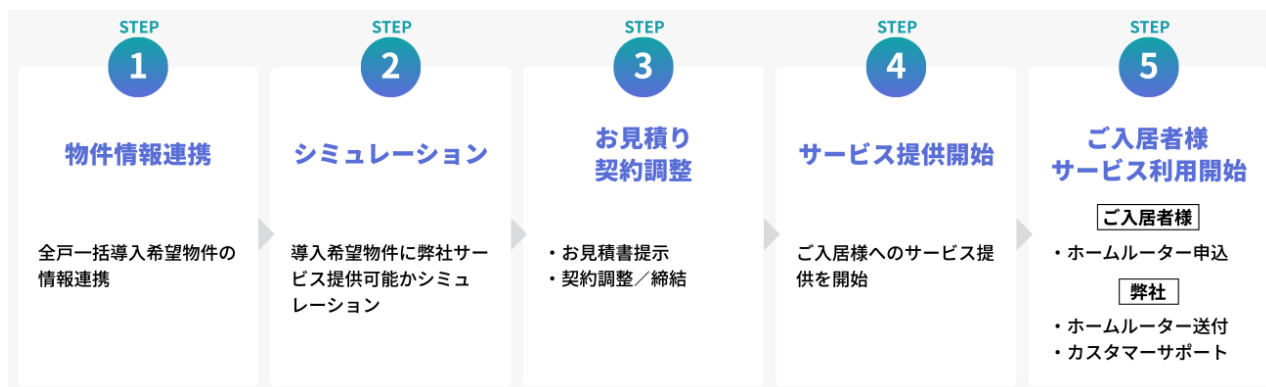 STEP
1
物件情報連携
全戸一括導入希望物件の
情報連携
STEP
2
シミュレーション
導入希望物件に弊社サー
ビス提供可能かシミュ
レーション
STEP
3
お見積り
契約調整
・お見積書提示
・契約調整／締結
STEP
4
サービス提供開始
ご入居様へのサービス提
供を開始
STEP
5
ご入居者様
サービス利用開始
ご入居者様
・ホームルーター申込
弊社
・ホームルーター送付
・カスタマーサポート